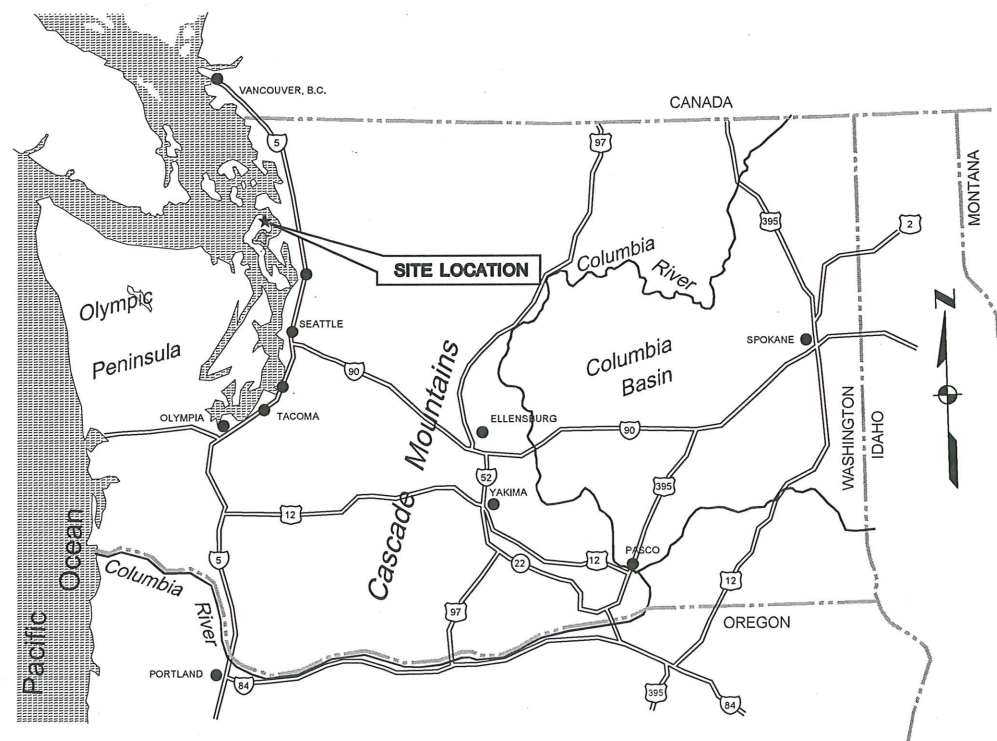 VANCOUVER, B.C.
CANADA
5
97
MONTANA
395
2
SITE LOCATION
Columbia
River
Olympic
Peninsula
SEATTLE
SPOKANE
N
90
Columbia
Basin
Cascade Mountains
OLYMPIA
TACOMA
ELLENSBURG
90
WASHINGTON
IDAHO
52
395
YAKIMA
12
Pacific Ocean
5
22
12
PASCO
12
Columbia
River
97
OREGON
PORTLAND
84
395
84